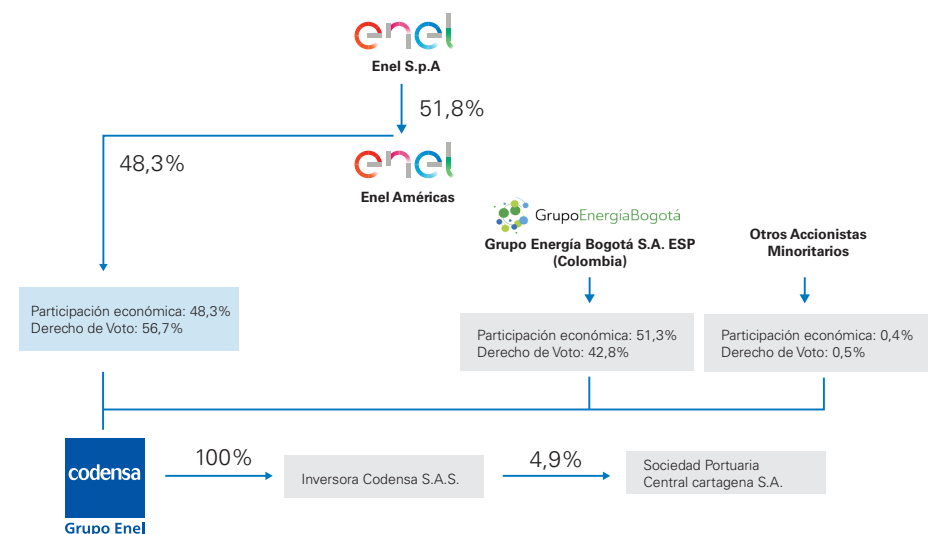 enel
Enel S.p.A
51,8%
48,3%
enel
Enel Américas
GrupoEnergíaBogotá
Grupo Energía Bogotá S.A. ESP
(Colombia)
Otros Accionistas
Minoritarios
Participación económica: 48,3%
Derecho de Voto: 56,7%
Participación económica: 51,3%
Derecho de Voto: 42,8%
Participación económica: 0,4%
Derecho de Voto: 0,5%
codensa
Grupo Enel
100%
Inversora Codensa S.A.S.
4,9%
Sociedad Portuaria
Central cartagena S.A.